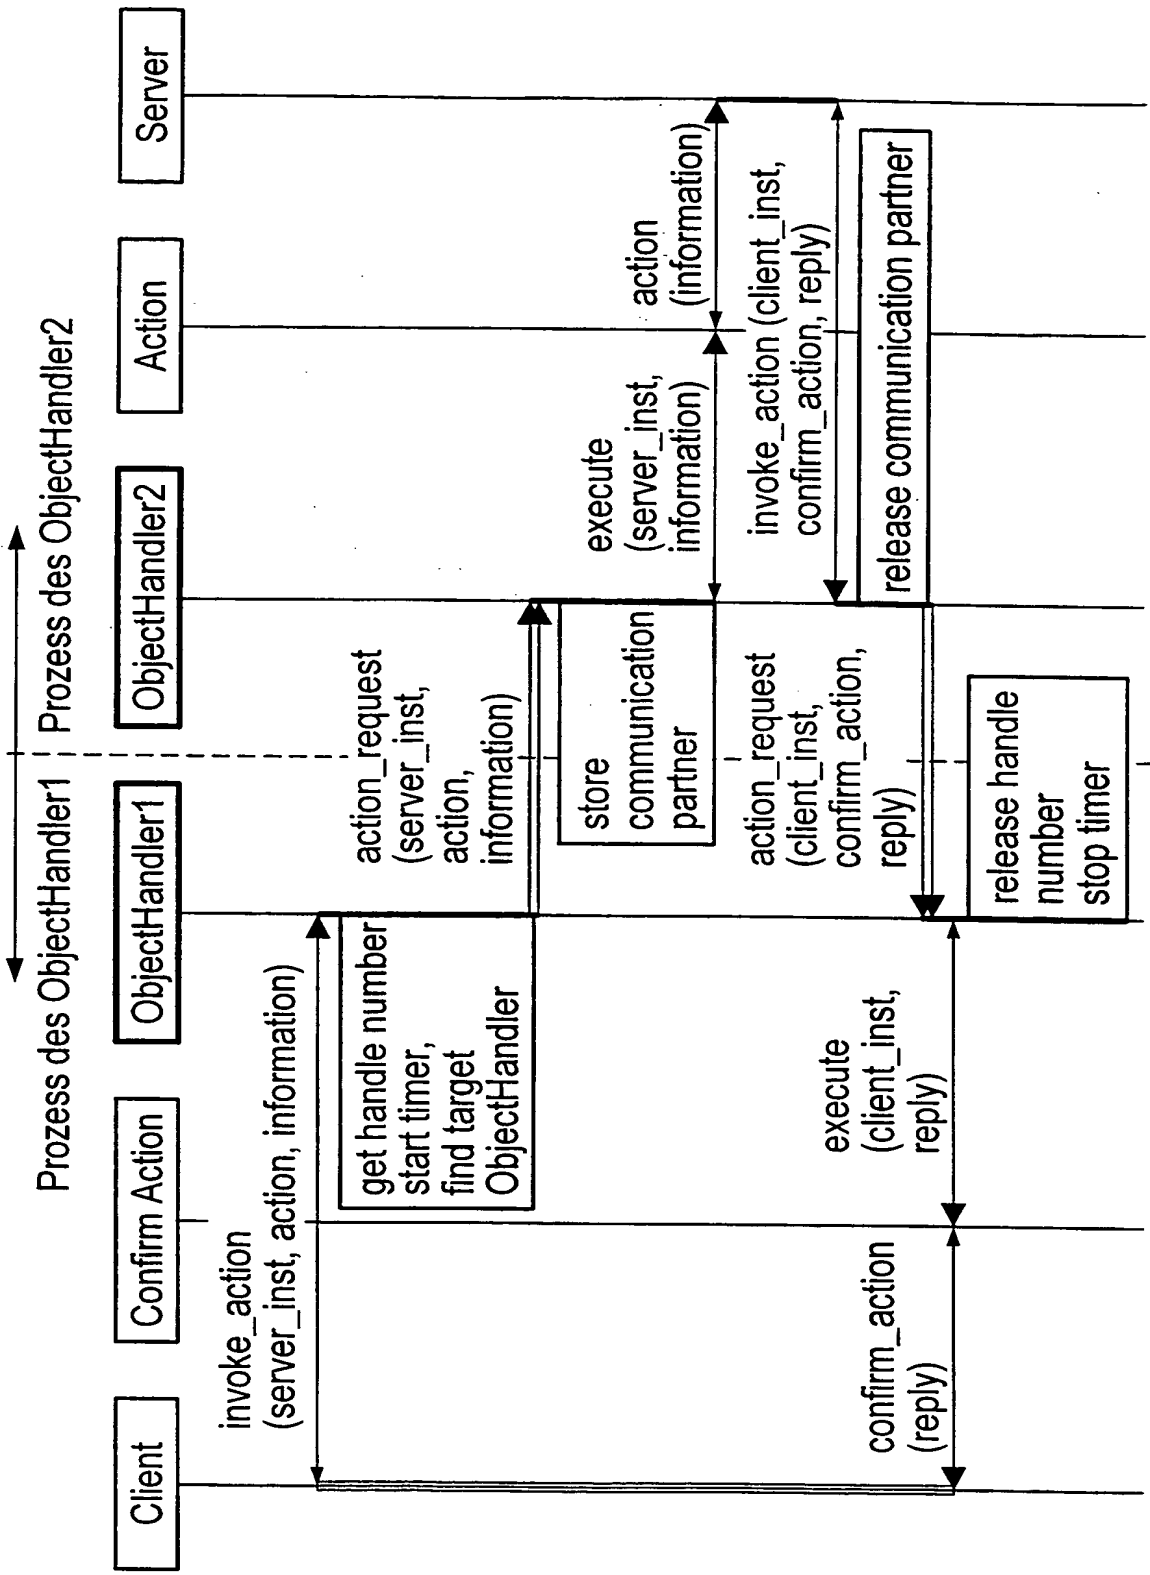 Prozess des ObjectHandler1
Prozess des ObjectHandler2
Client
Confirm Action
ObjectHandler1
ObjectHandler2
Action
Server
invoke_action
(server_inst, action, information)
get handle number
start timer,
find target
ObjectHandler
action_request
(server_inst,
action,
information)
store
communication
partner
execute
(server_inst,
information)
action
(information)
invoke_action (client_inst,
confirm_action, reply)
release communication partner
action_request
(client_inst,
confirm_action,
reply)
execute
(client_inst,
reply)
confirm_action
(reply)
release handle
number
stop timer